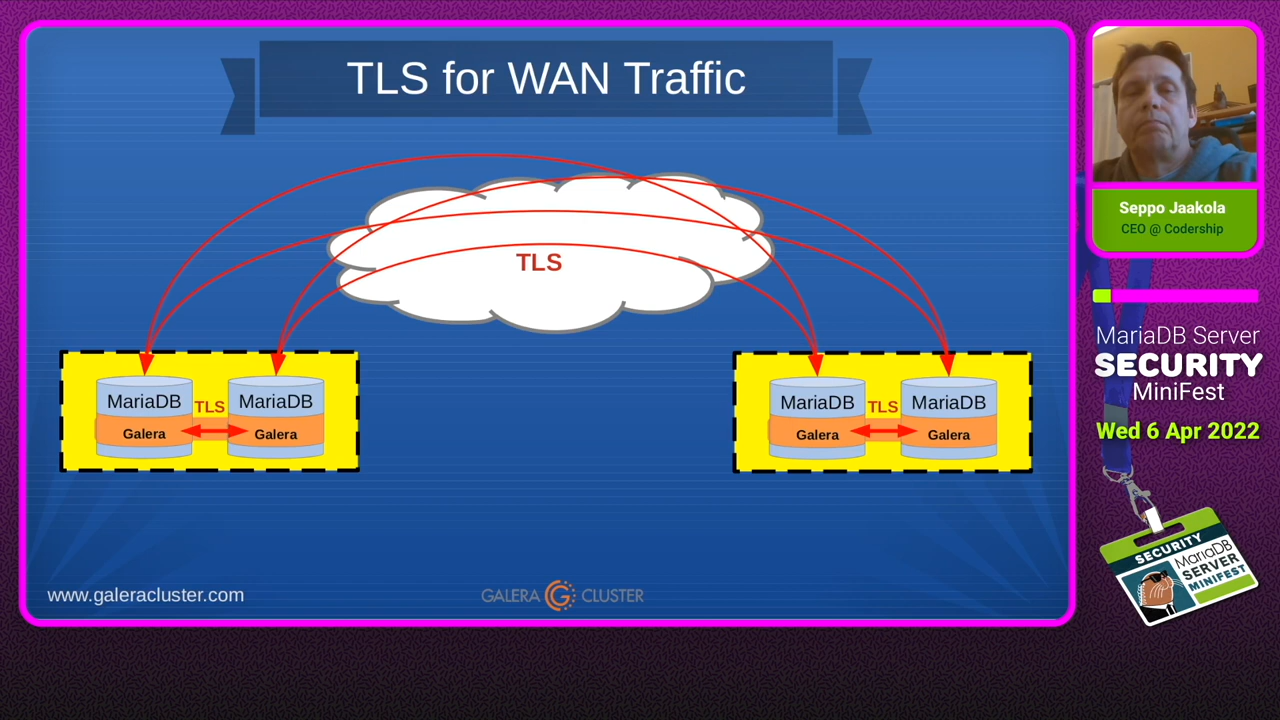 TLS for WAN Traffic
TLS
MariaDB
TLS
MariaDB
Galera
Galera
MariaDB
TLS
MariaDB
Galera
Galera
www.galeracluster.com
GALERA CLUSTER
Seppo Jaakola
CEO @ Codership
MariaDB Server
SECURITY
MiniFest
Wed 6 Apr 2022
SECURITY
MariaDB
SERVER
MINIFEST